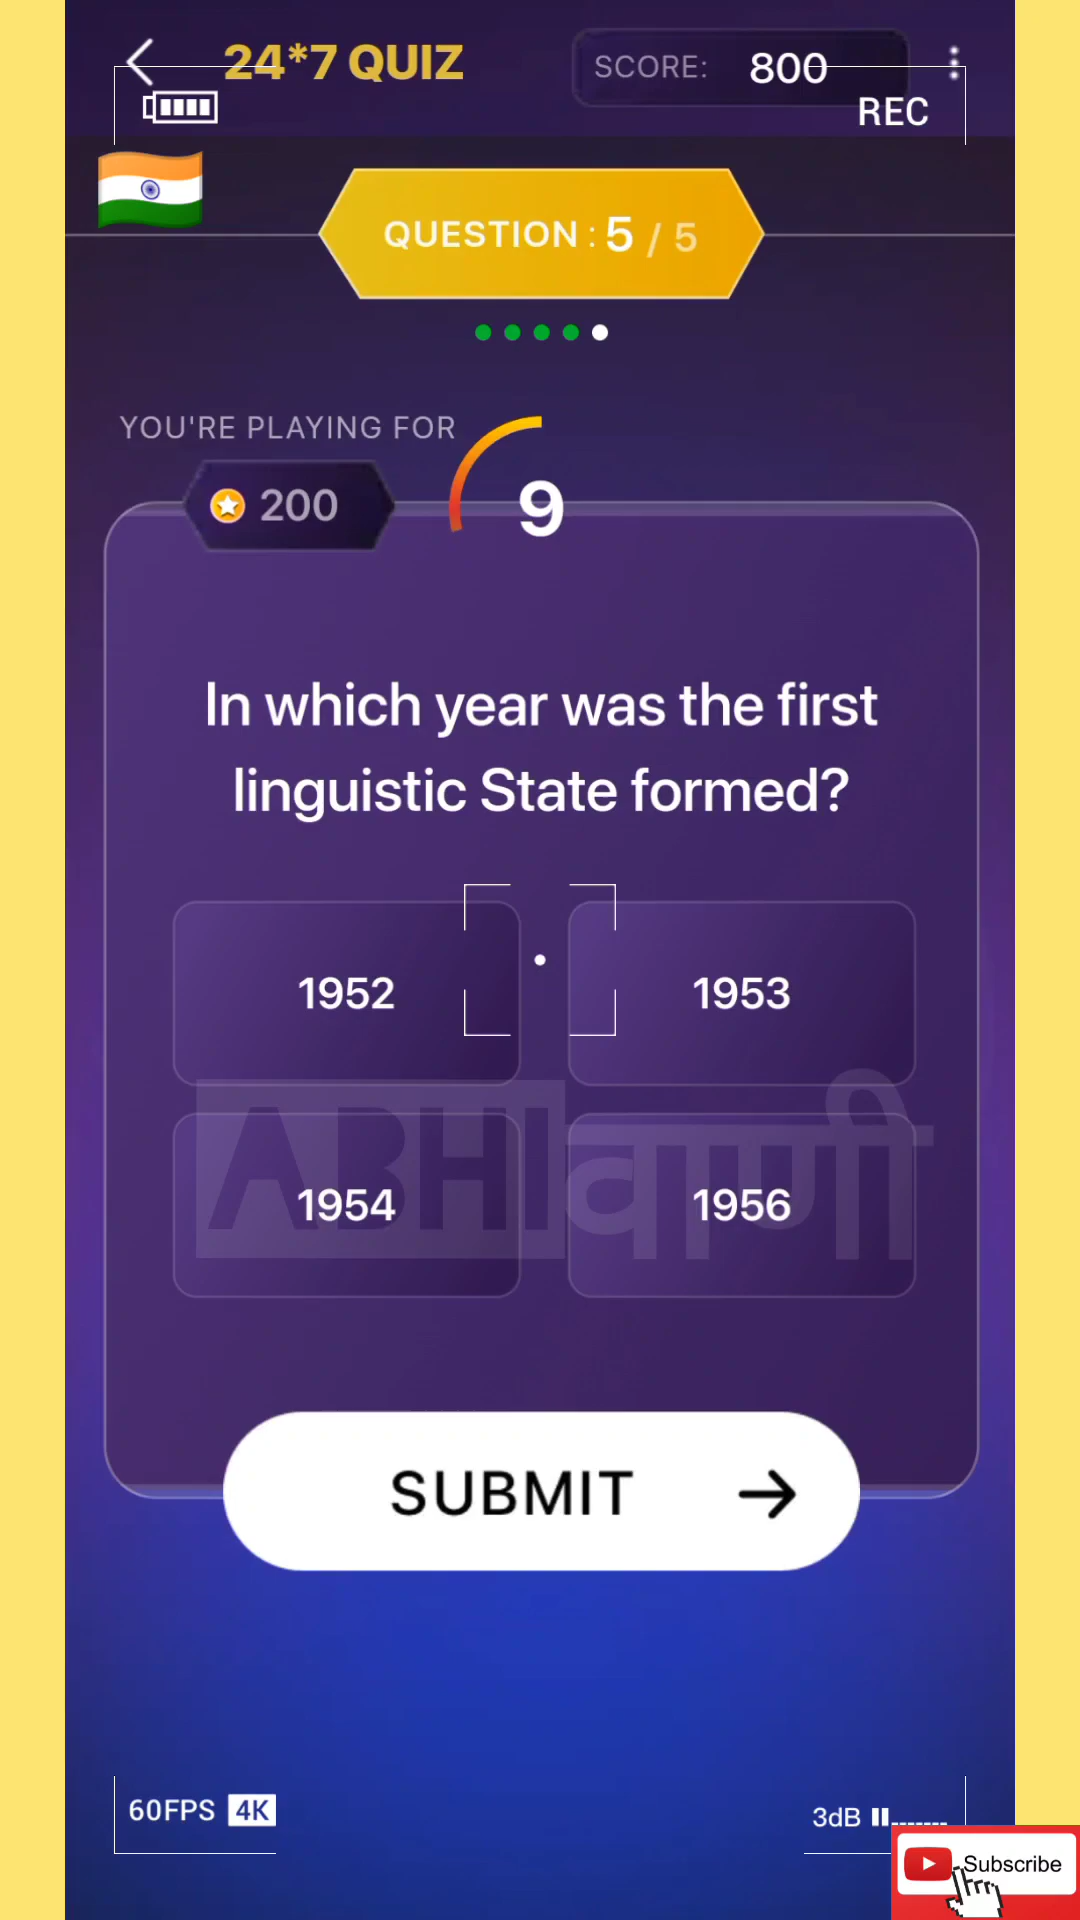 24*7 QUIZ
SCORE: 800
REC
QUESTION : 5 / 5
YOU'RE PLAYING FOR
200
9
In which year was the first
linguistic State formed?
1952
1953
ABHIवाणी
1954
1956
SUBMIT
60FPS 4K
3dB
Subscribe